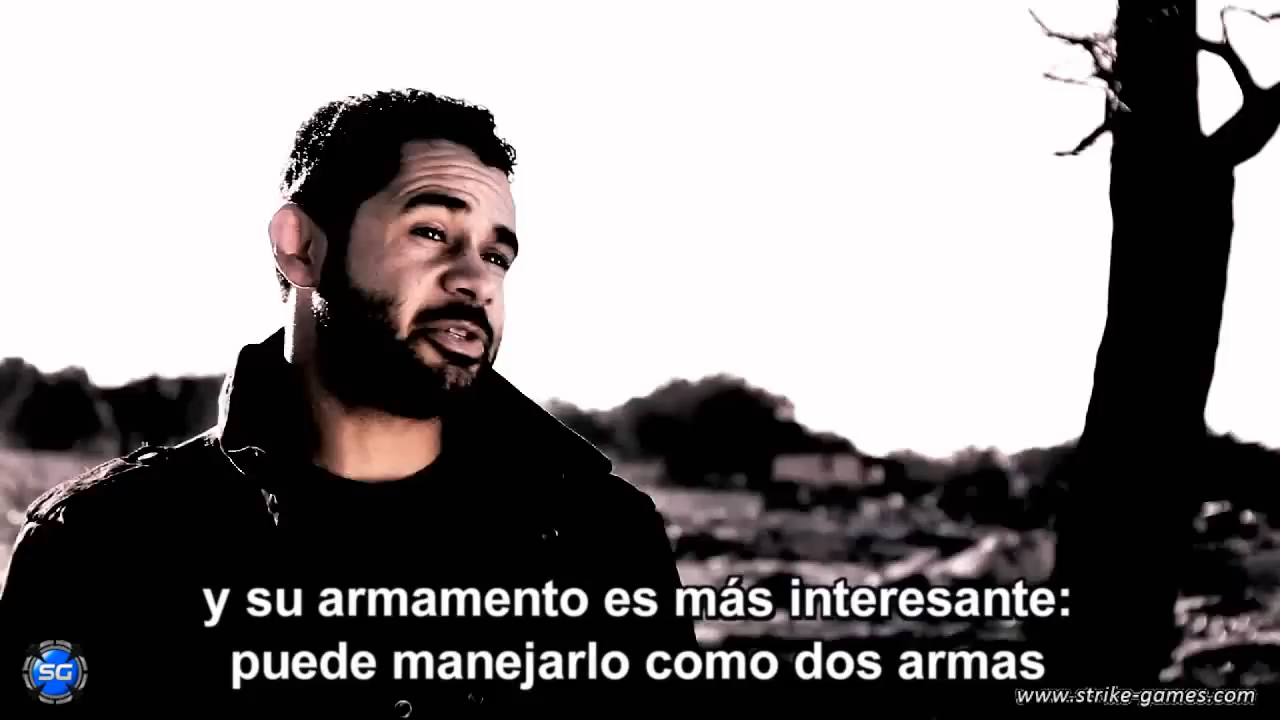 y su armamento es más interesante:
puede manejarlo como dos armas
SG
www.strike-games.com